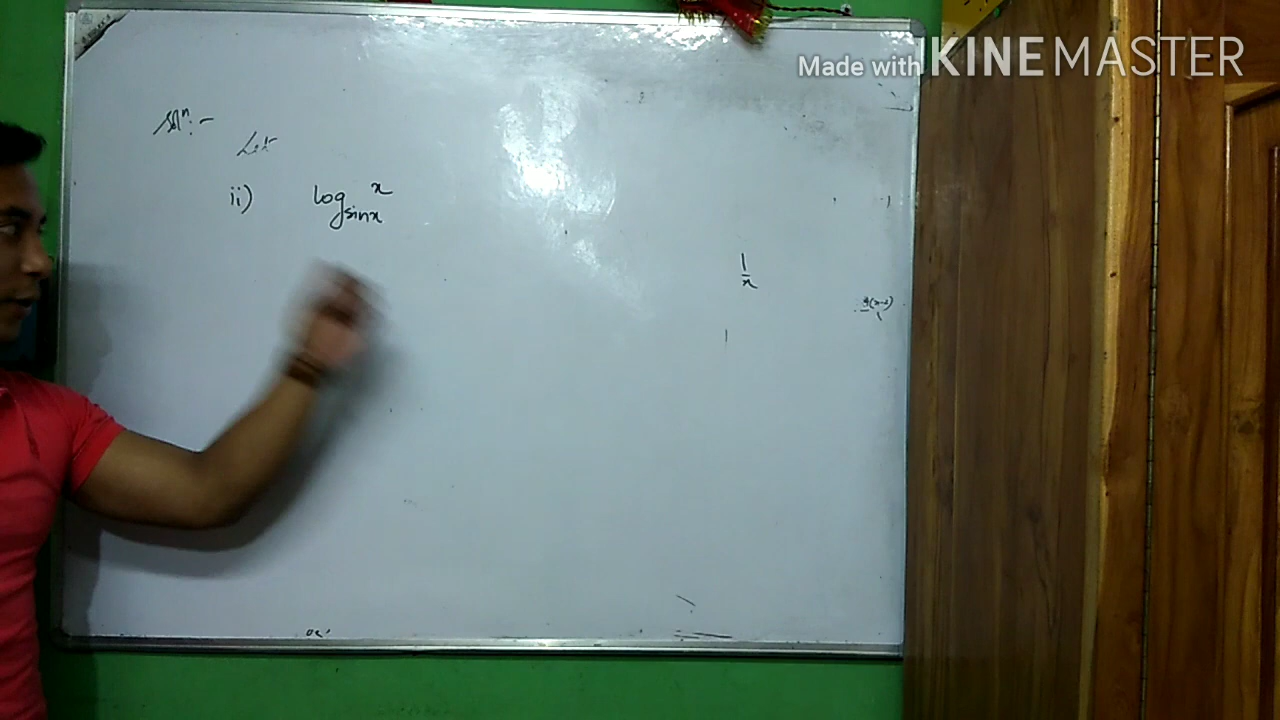 Made with KINEMASTER
Solⁿ:-
Let
ii) log_sinx x
1/x